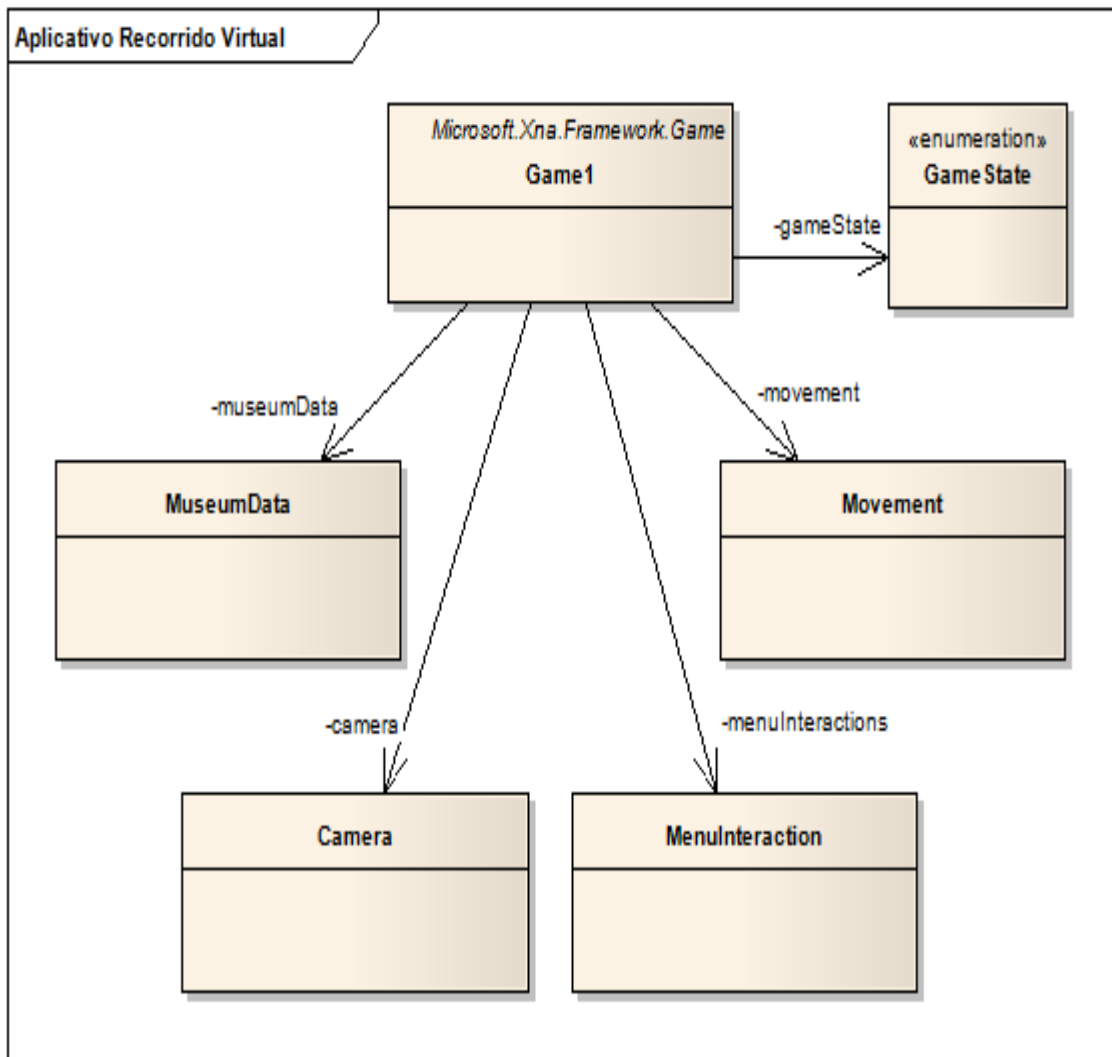 Aplicativo Recorrido Virtual
Microsoft.Xna.Framework.Game
Game1
«enumeration»
GameState
-gameState
-museumData
-movement
MuseumData
Movement
-camera
-menuInteractions
Camera
MenuInteraction